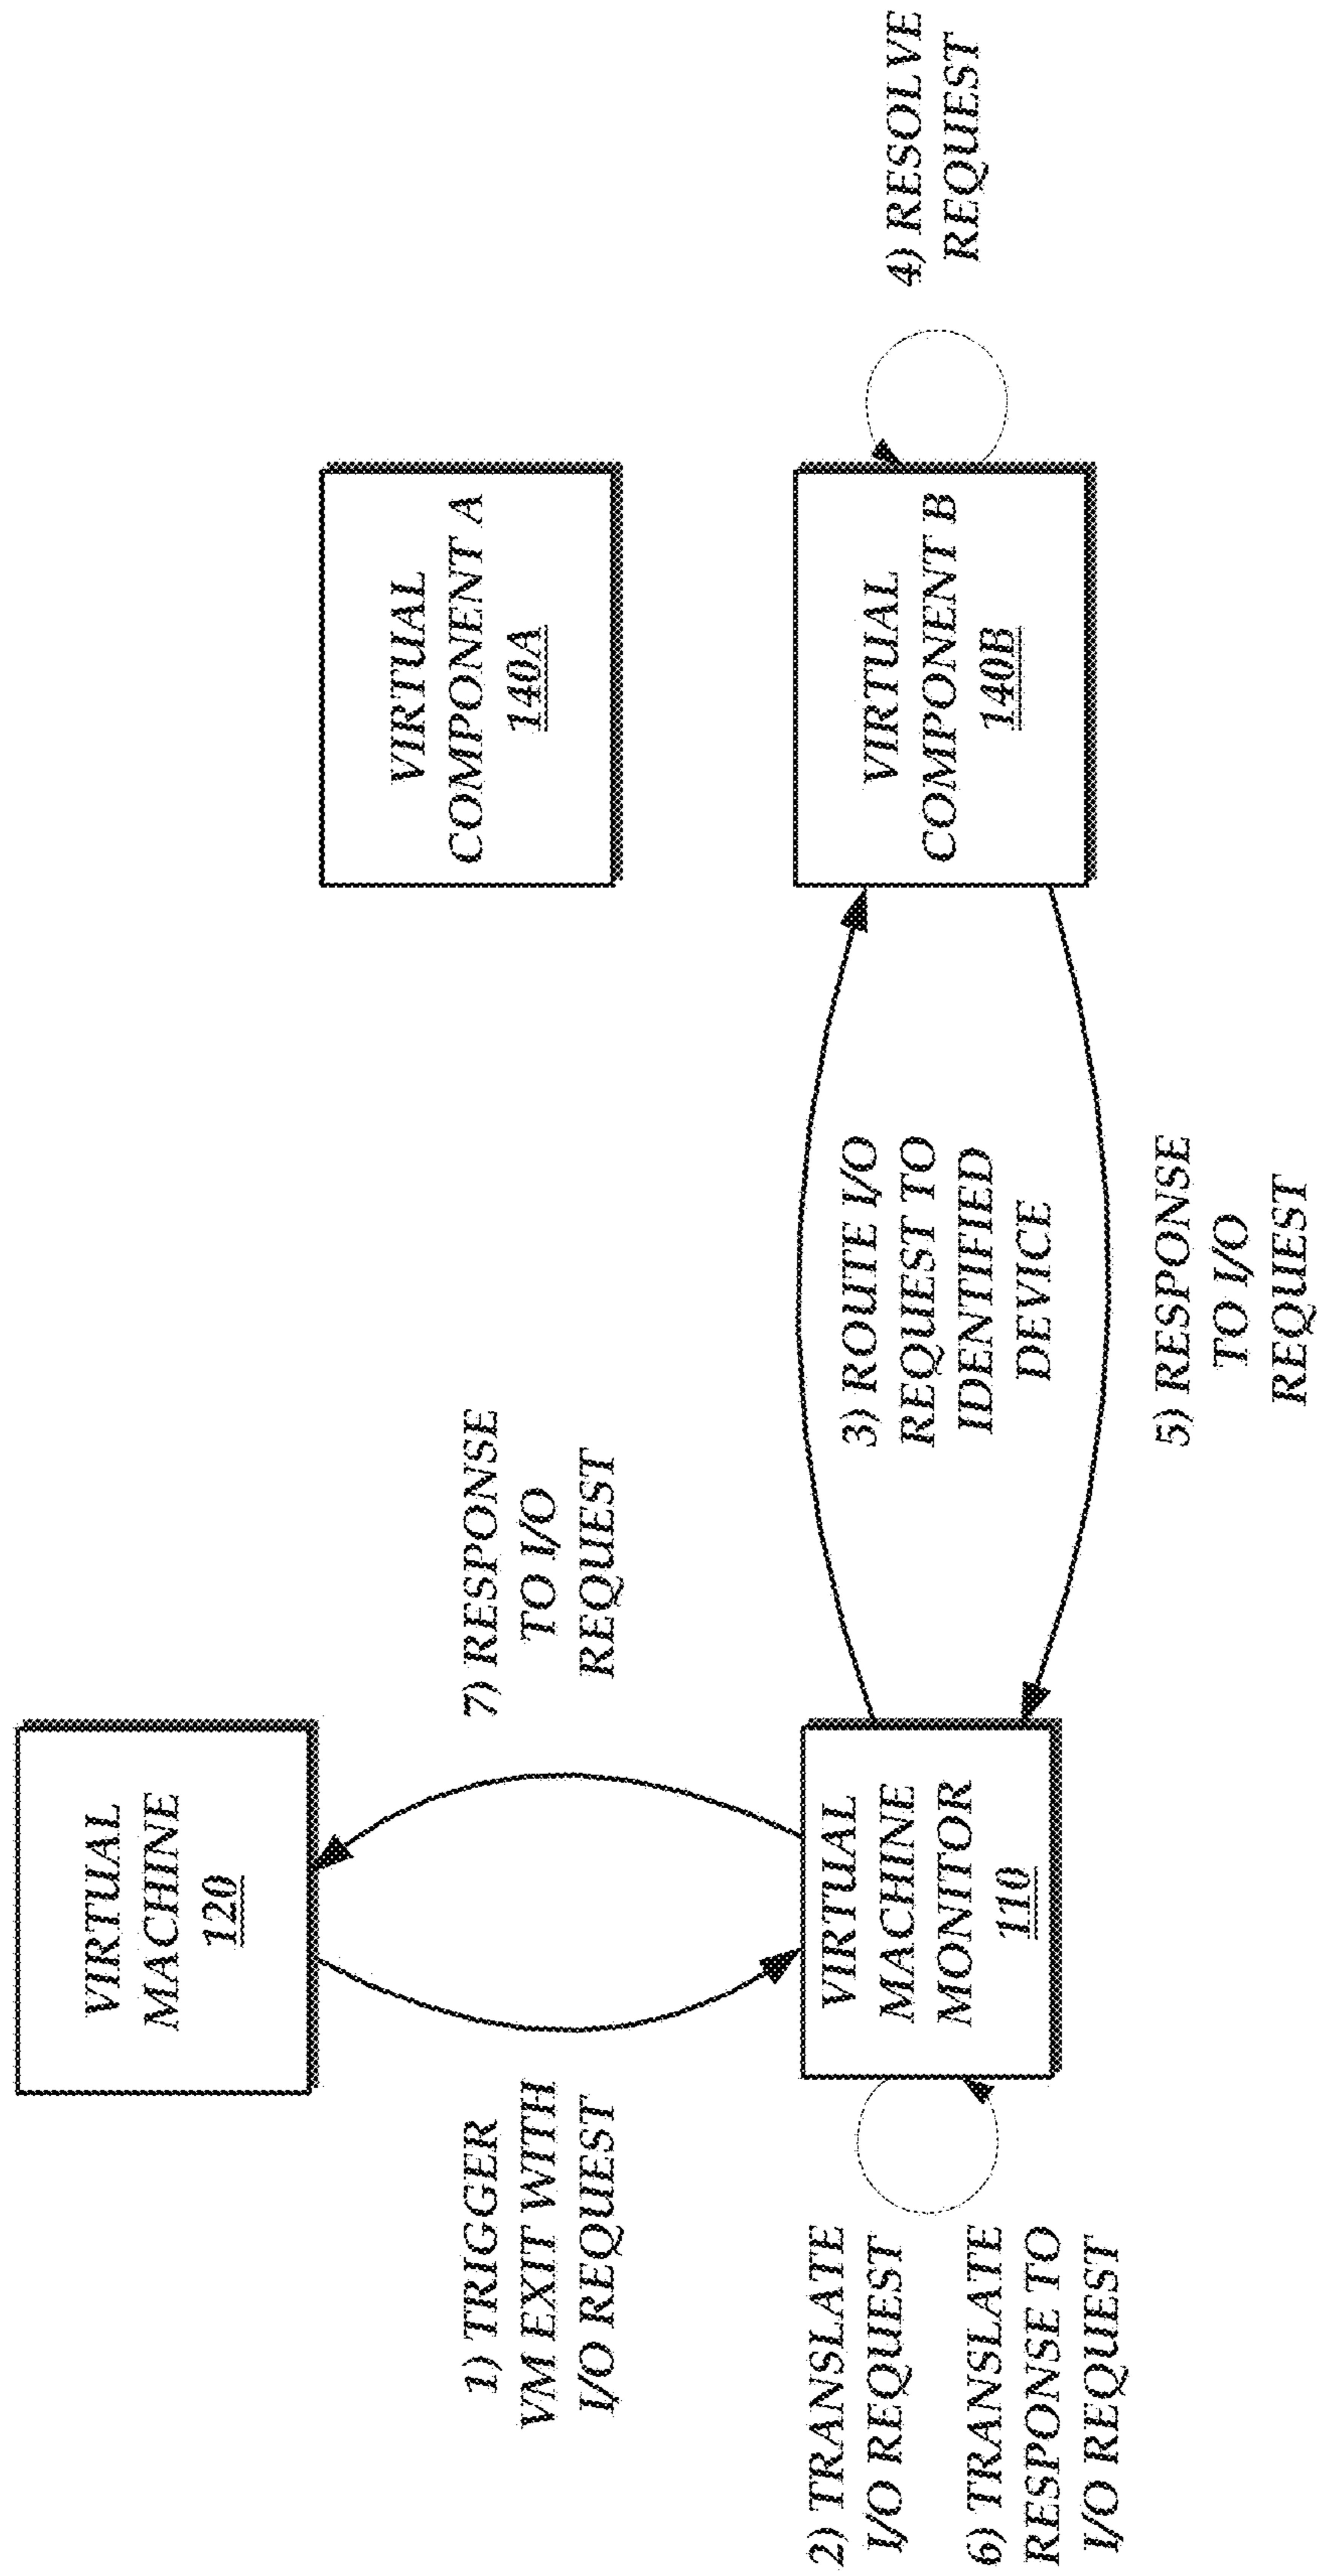 VIRTUAL
MACHINE
120
1) TRIGGER
VM EXIT WITH
I/O REQUEST
7) RESPONSE
TO I/O
REQUEST
VIRTUAL
COMPONENT A
140A
2) TRANSLATE
I/O REQUEST
6) TRANSLATE
RESPONSE TO
I/O REQUEST
VIRTUAL
MACHINE
MONITOR
110
3) ROUTE I/O
REQUEST TO
IDENTIFIED
DEVICE
5) RESPONSE
TO I/O
REQUEST
VIRTUAL
COMPONENT B
140B
4) RESOLVE
REQUEST